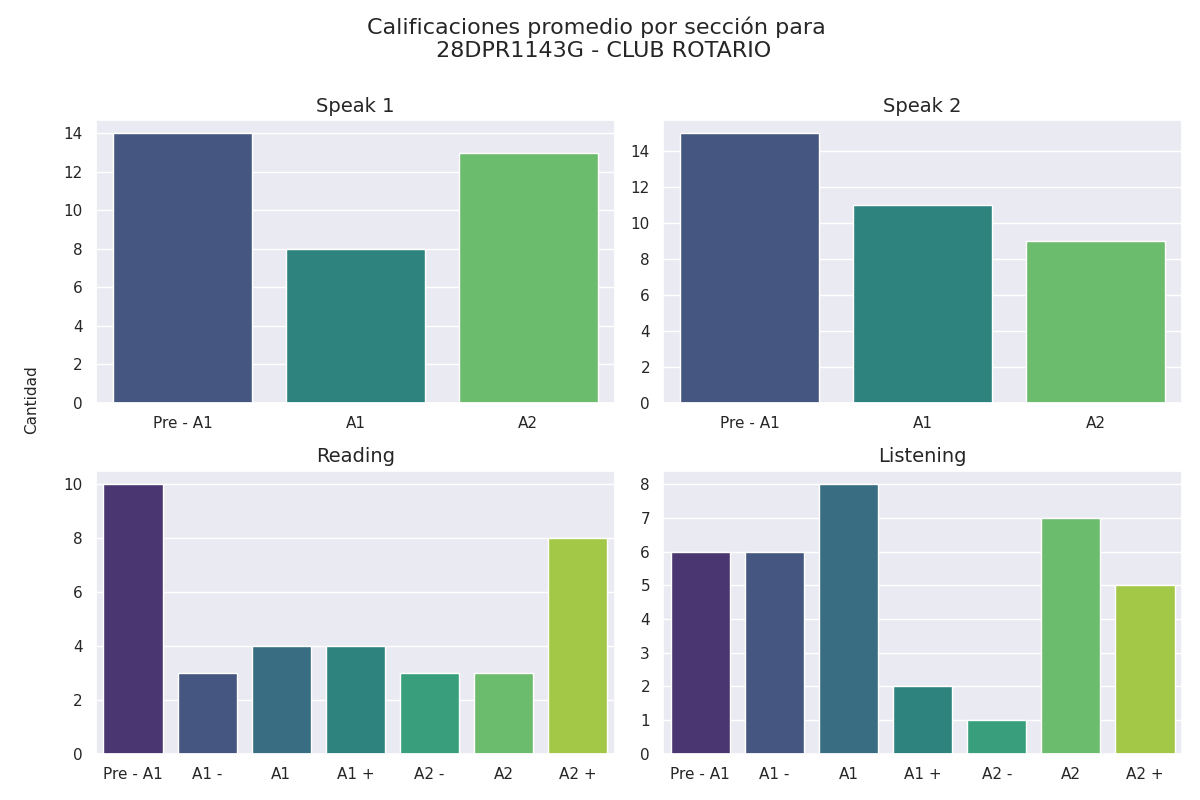 Calificaciones promedio por sección para
28DPR1143G - CLUB ROTARIO
Cantidad
Speak 1
14
12
10
8
6
4
2
0
Pre - A1 A1 A2
Speak 2
14
12
10
8
6
4
2
0
Pre - A1 A1 A2
Reading
10
8
6
4
2
0
Pre - A1 A1 - A1 A1 + A2 - A2 A2 +
Listening
8
7
6
5
4
3
2
1
0
Pre - A1 A1 - A1 A1 + A2 - A2 A2 +